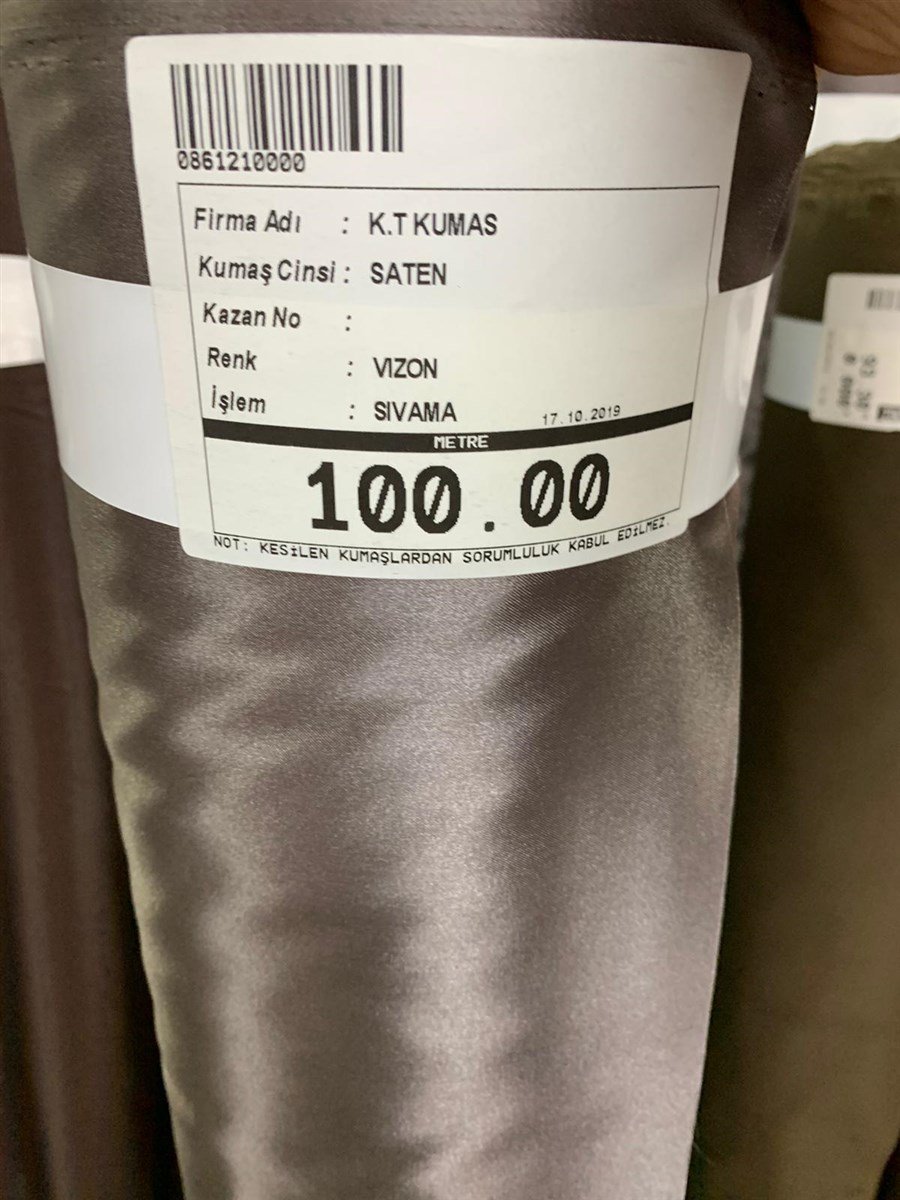 0861210000
Firma Adı : K.T KUMAS
Kumaş Cinsi : SATEN
Kazan No :
Renk : VIZON
İşlem : SIVAMA 17.10.2019
METRE
100.00
NOT: KESİLEN KUMAŞLARDAN SORUMLULUK KABUL EDİLMEZ.